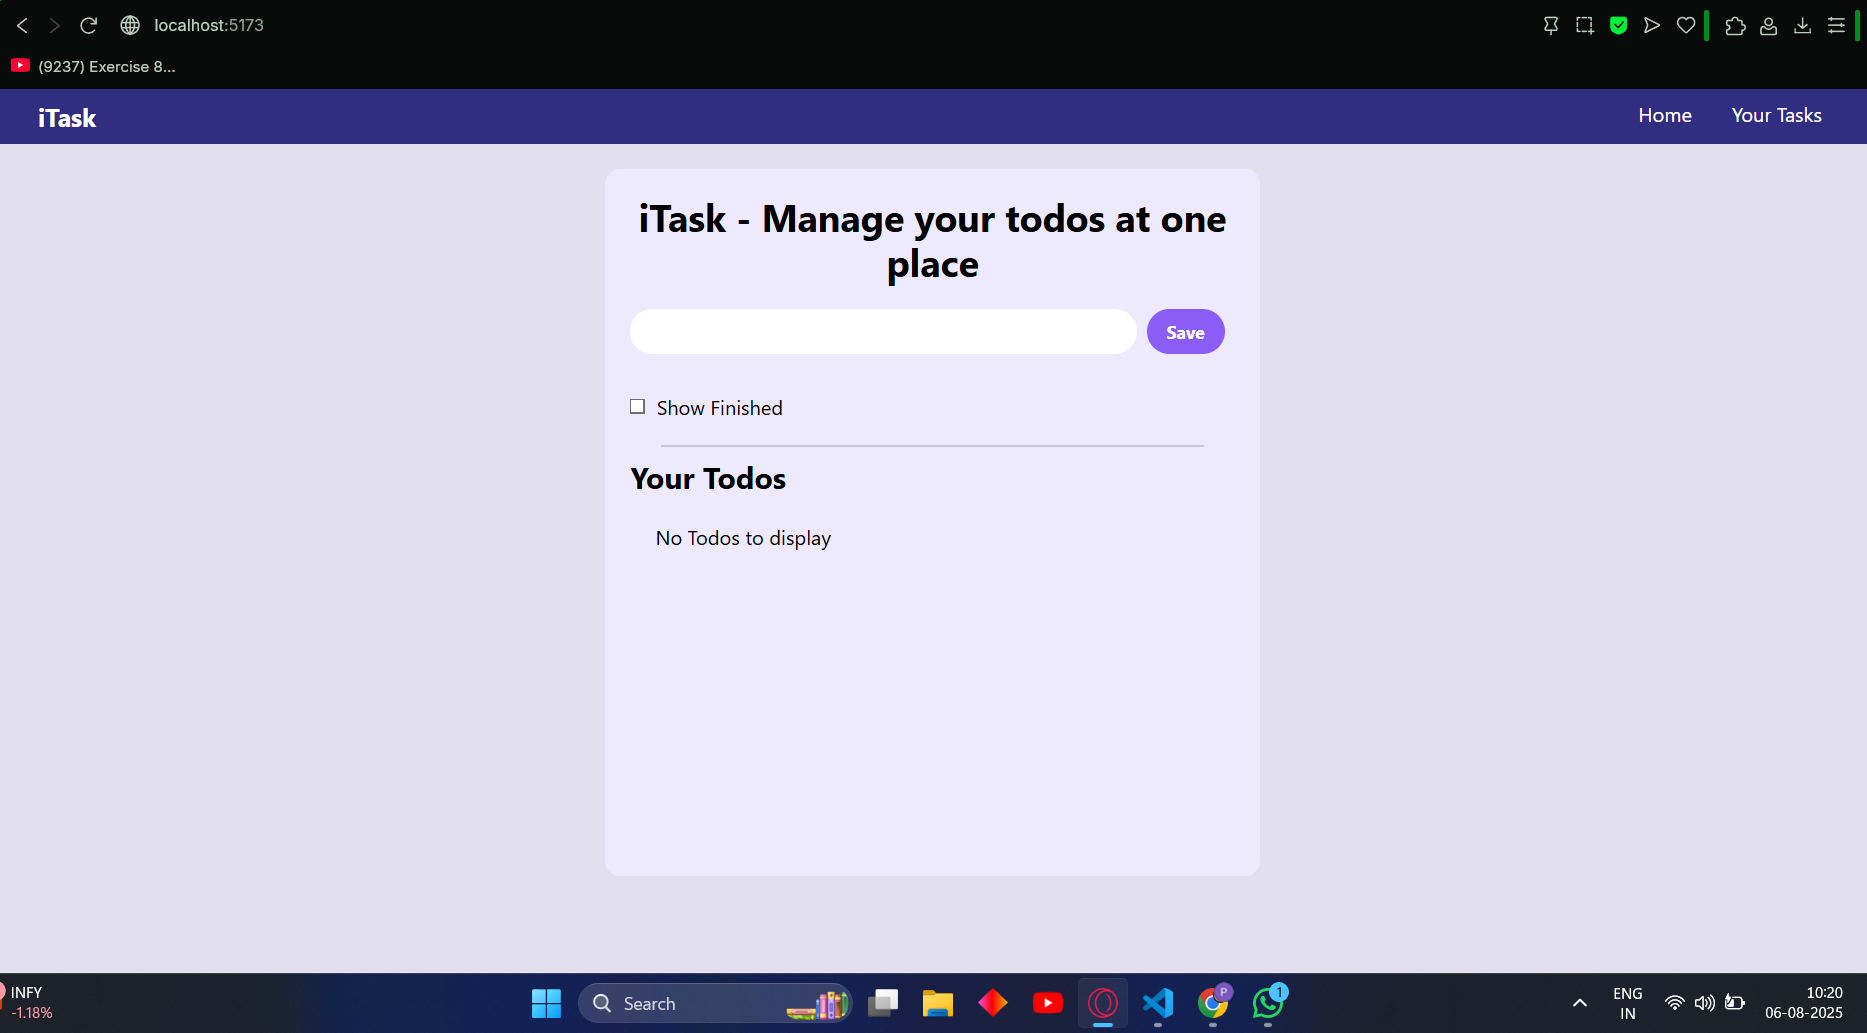 localhost:5173
(9237) Exercise 8...
iTask
Home
Your Tasks
iTask - Manage your todos at one
place
Save
Show Finished
Your Todos
No Todos to display
INFY
-1.18%
Search
P
1
ENG
IN
10:20
06-08-2025